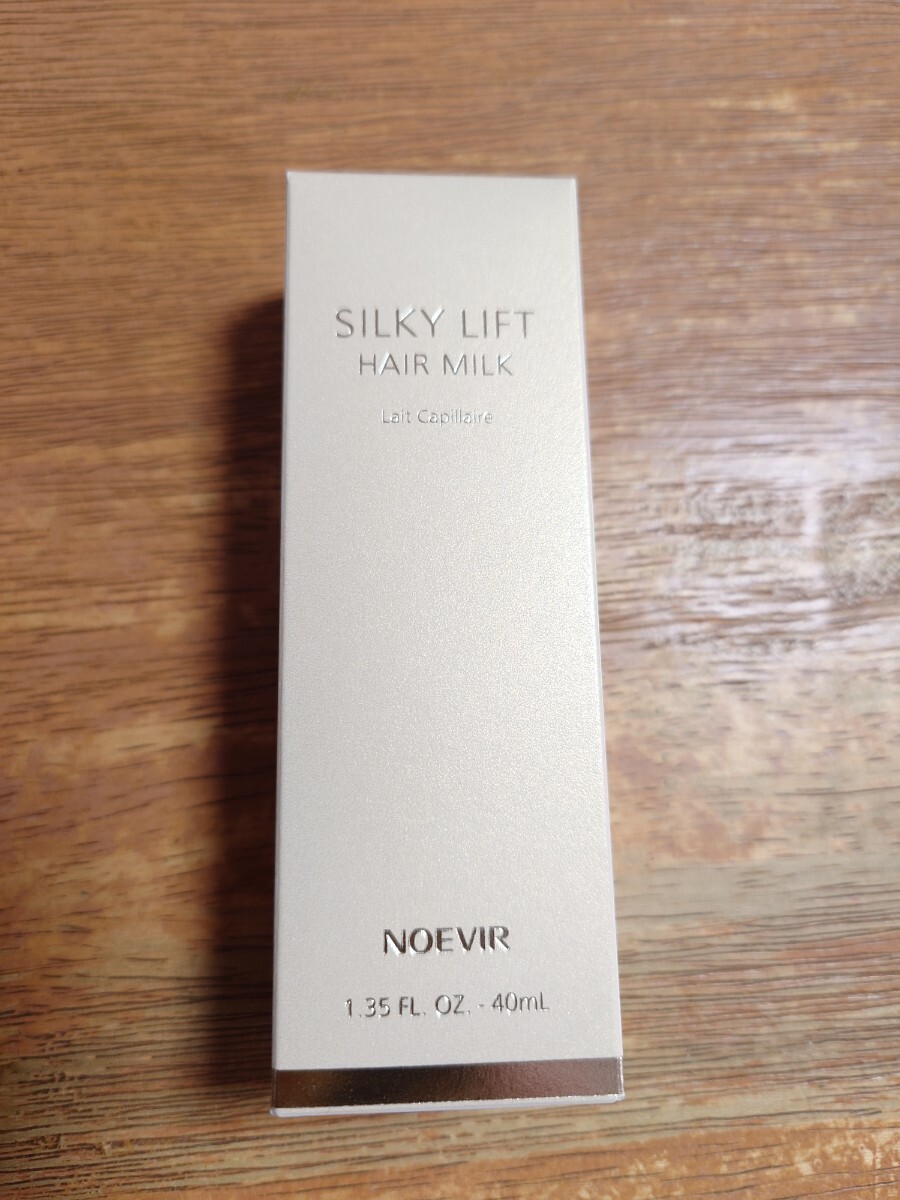 SILKY LIFT
HAIR MILK
Lait Capillaire
NOEVIR
1.35 FL. OZ. - 40mL